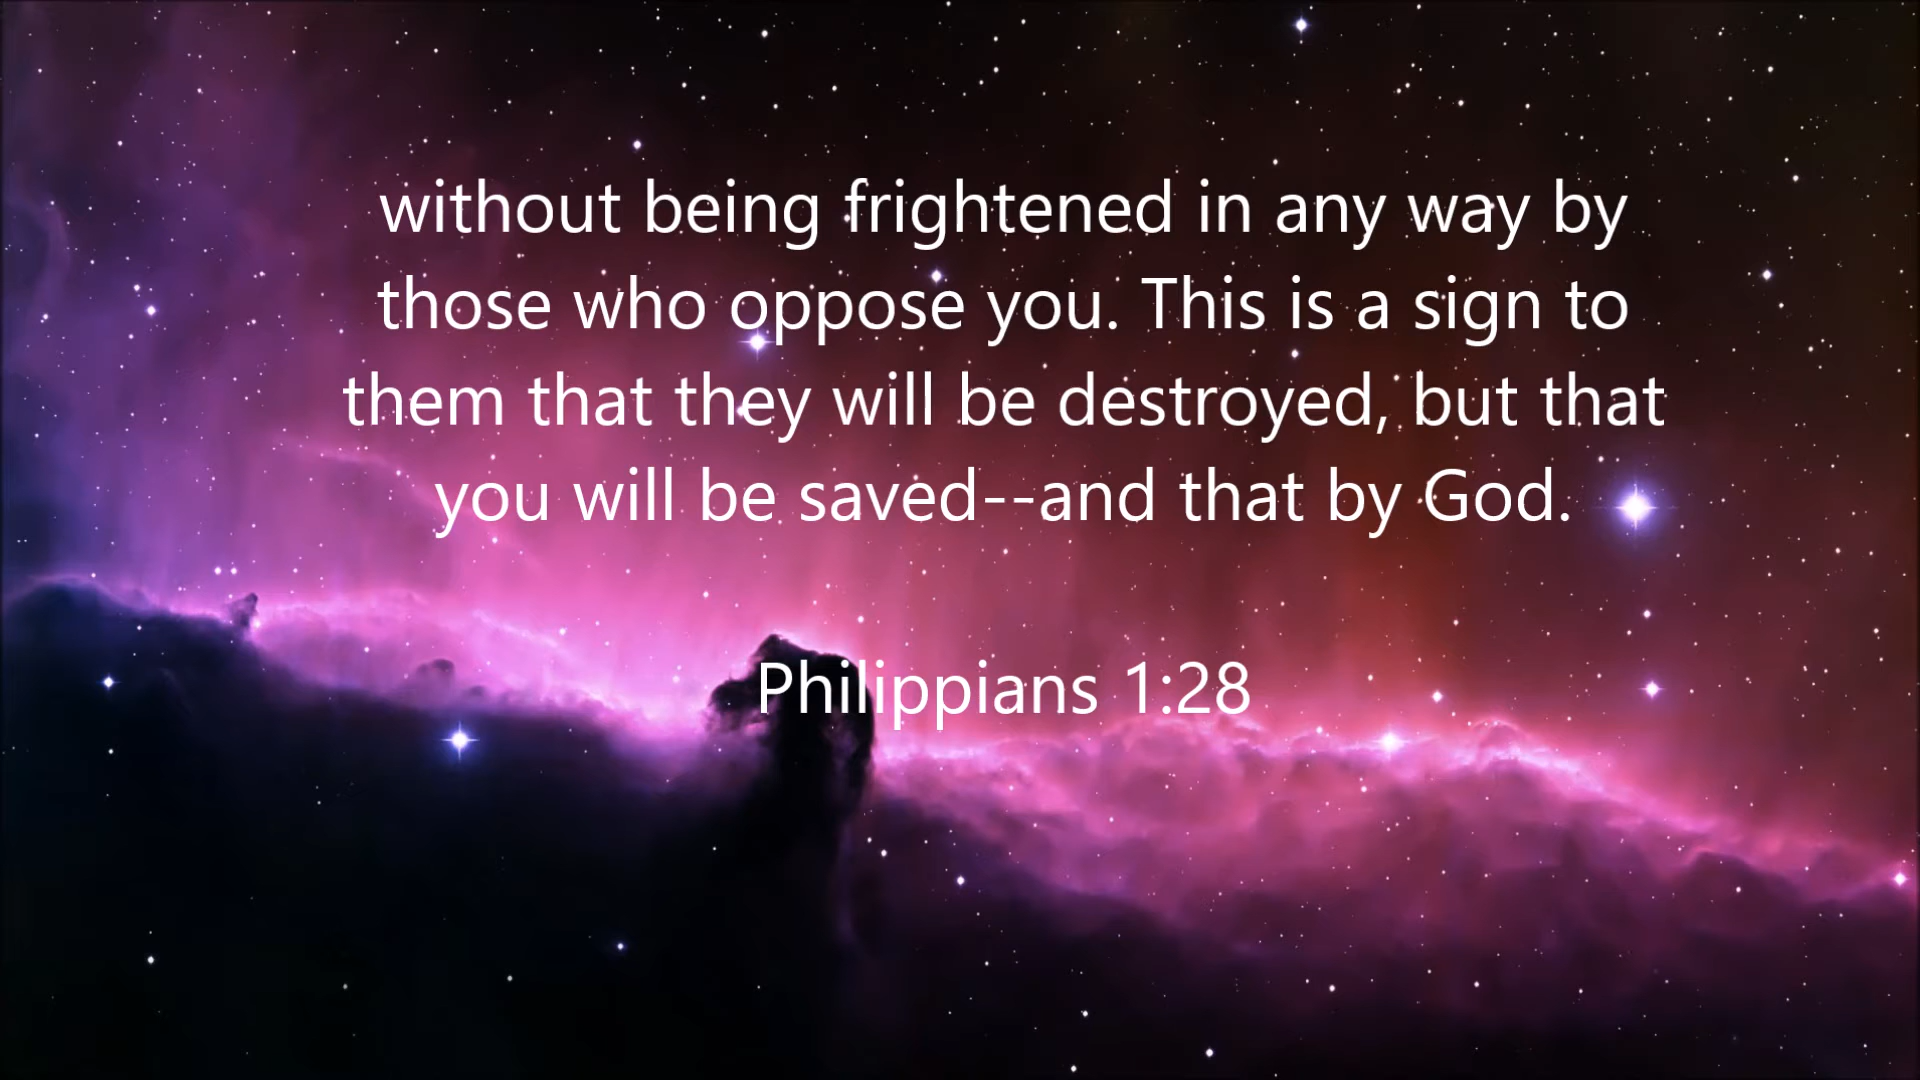 without being frightened in any way by
those who oppose you. This is a sign to
them that they will be destroyed, but that
you will be saved--and that by God.
Philippians 1:28